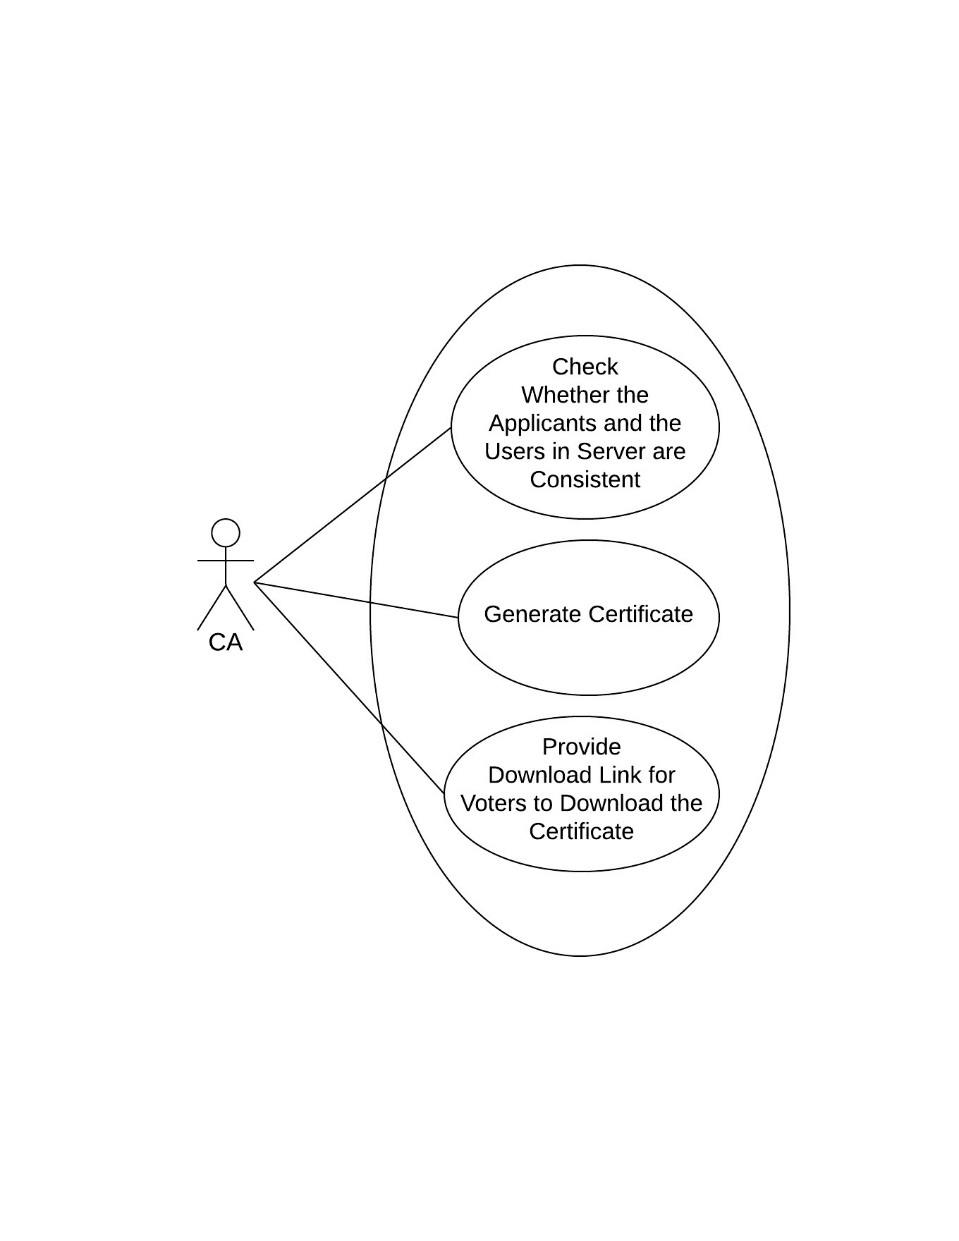 Check
Whether the
Applicants and the
Users in Server are
Consistent
Generate Certificate
CA
Provide
Download Link for
Voters to Download the
Certificate